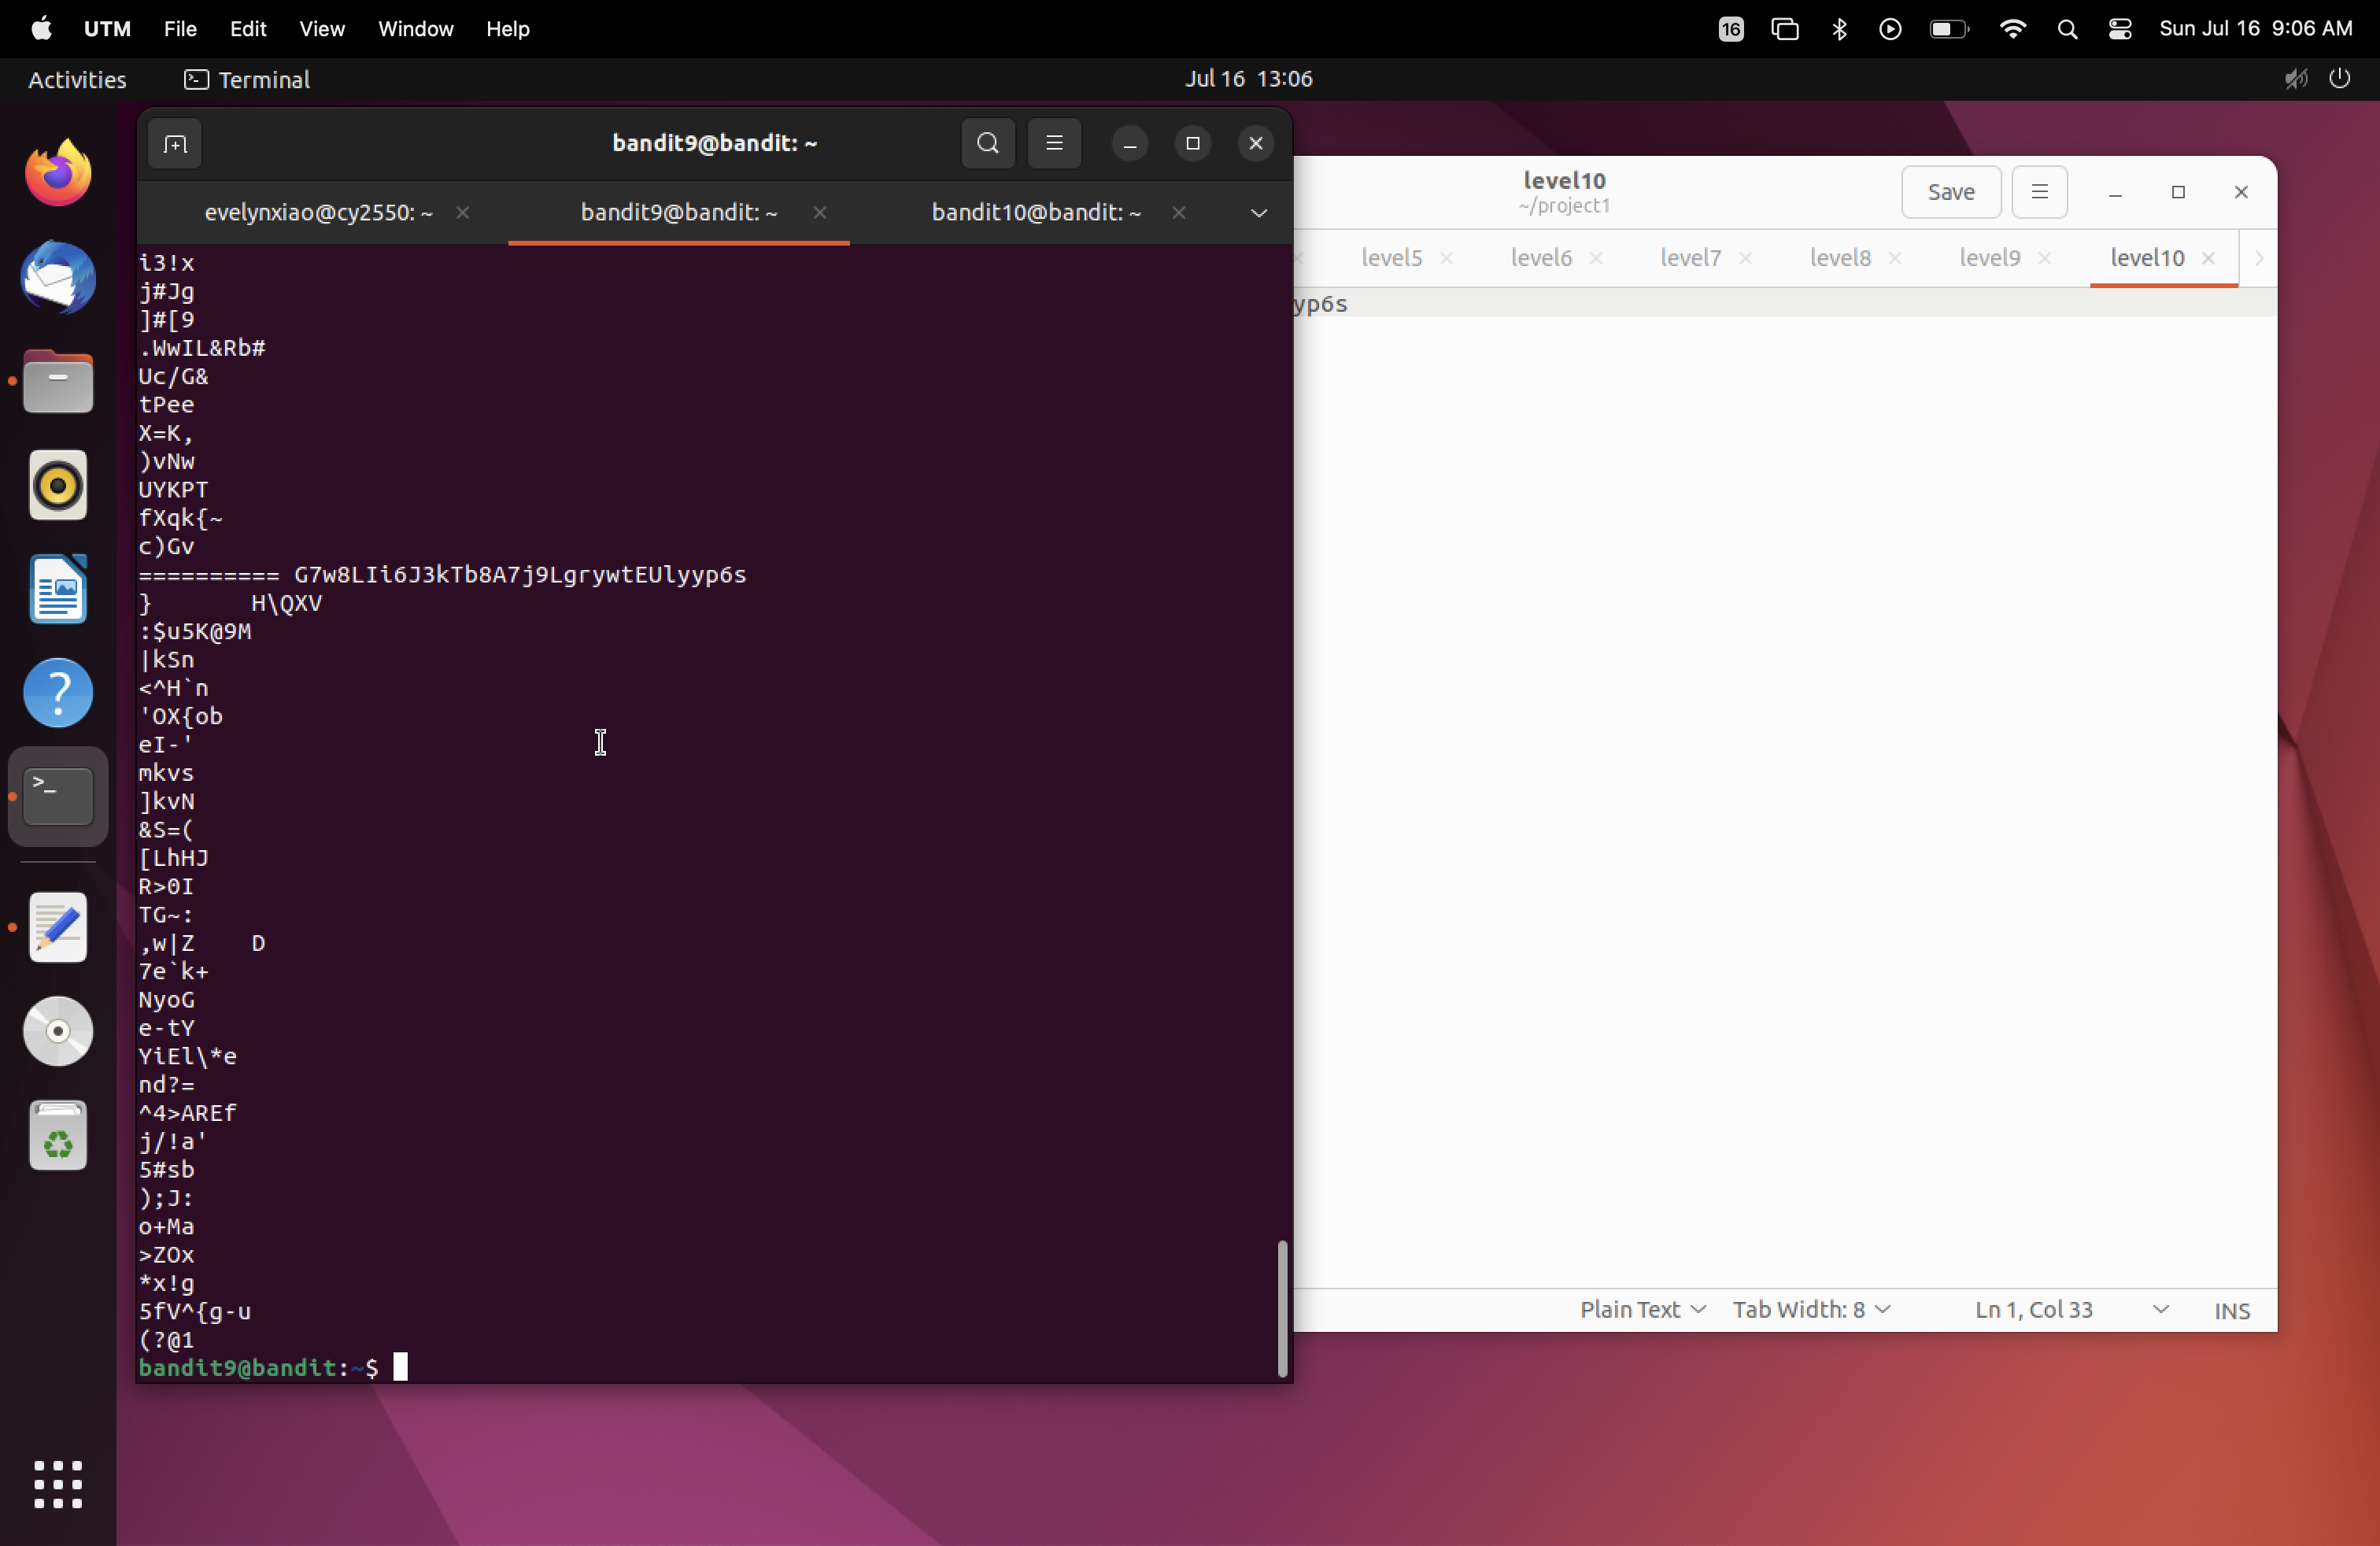 UTM File Edit View Window Help 16 Sun Jul 16 9:06 AM
Activities Terminal Jul 16 13:06
bandit9@bandit: ~
evelynxiao@cy2550: ~ bandit9@bandit: ~ bandit10@bandit: ~
i3!x
j#Jg
]#[9
.WwIL&Rb#
Uc/G&
tPee
X=K,
)vNw
UYKPT
fXqk{~
c)Gv
========== G7w8LIi6J3kTb8A7j9LgrywtEUlyyp6s
}        H\QXV
:$u5K@9M
|kSn
<^H`n
'OX{ob
eI-'
mkvs
]kvN
&S=(
[LhHJ
R>0I
TG~:
,w|Z    D
7e`k+
NyoG
e-tY
YiEl\*e
nd?=
^4>AREf
j/!a'
5#sb
);J:
o+Ma
>ZOx
*x!g
5fV^{g-u
(?@1
bandit9@bandit:~$
level10
~/project1
Save
level5 level6 level7 level8 level9 level10
yp6s
Plain Text Tab Width: 8 Ln 1, Col 33 INS